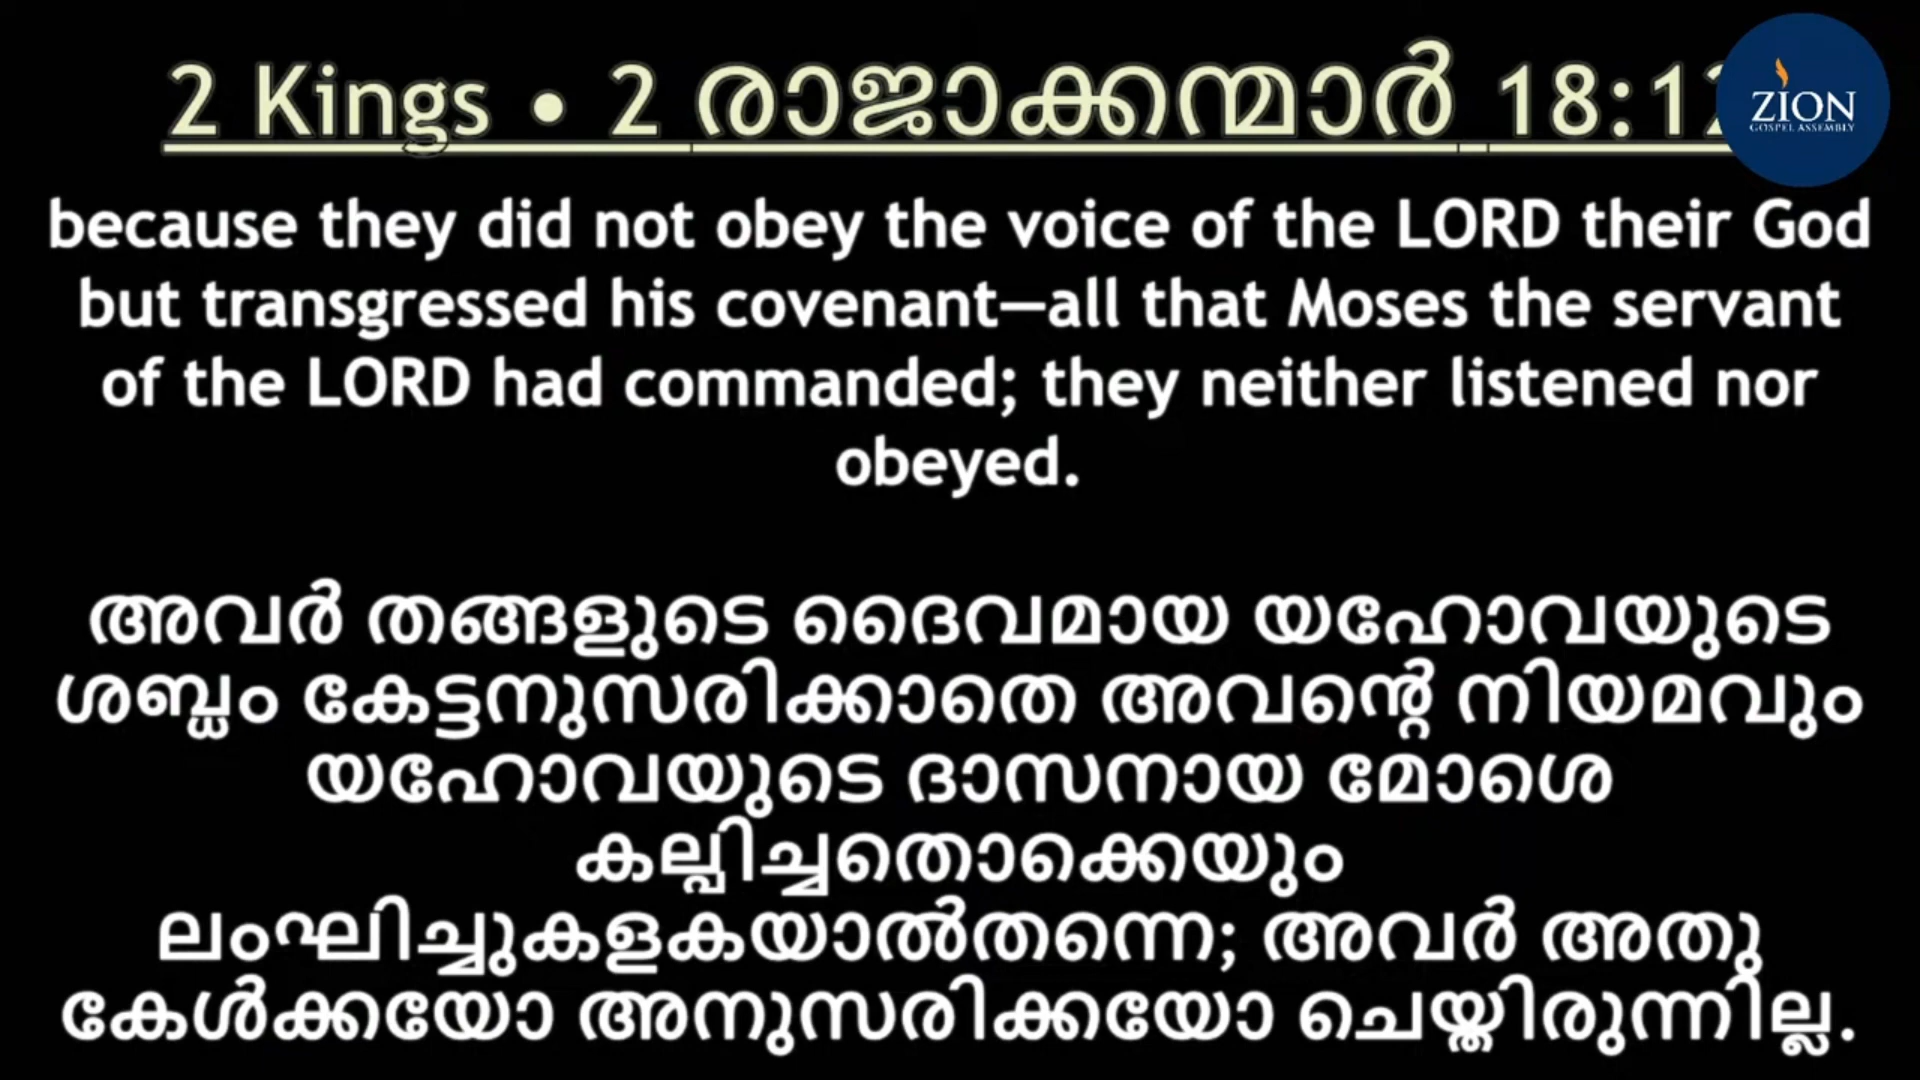 2 Kings • 2 രാജാക്കന്മാർ 18:12
ZION
GOSPEL ASSEMBLY
because they did not obey the voice of the LORD their God
but transgressed his covenant—all that Moses the servant
of the LORD had commanded; they neither listened nor
obeyed.
അവർ തങ്ങളുടെ ദൈവമായ യഹോവയുടെ
ശബ്ദം കേട്ടനുസരിക്കാതെ അവന്റെ നിയമവും
യഹോവയുടെ ദാസനായ മോശെ
കല്പിച്ചതൊക്കെയും
ലംഘിച്ചുകളകയാൽതന്നെ; അവർ അതു
കേൾക്കയോ അനുസരിക്കയോ ചെയ്തിരുന്നില്ല.